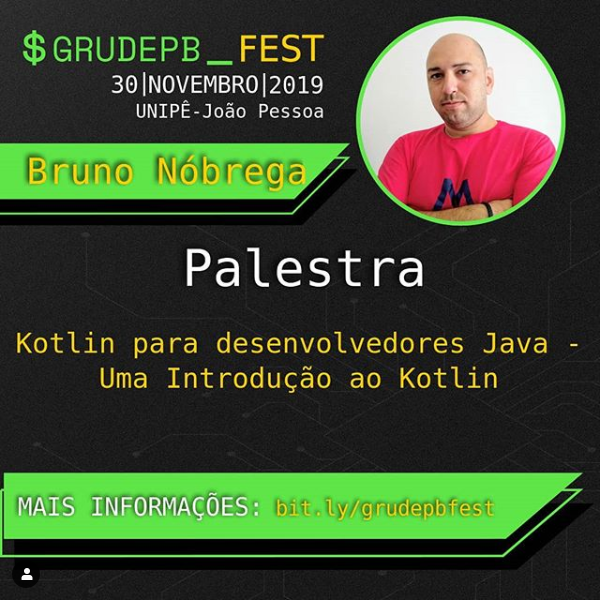 $GRUDEPB_FEST
30|NOVEMBRO|2019
UNIPÊ-João Pessoa
Bruno Nóbrega
M
Palestra
Kotlin para desenvolvedores Java -
Uma Introdução ao Kotlin
MAIS INFORMAÇÕES: bit.ly/grudepbfest